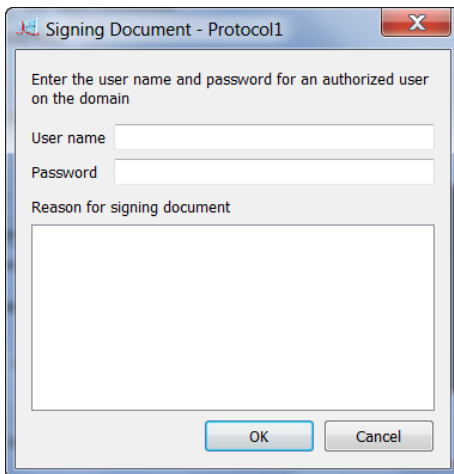 Signing Document - Protocol1
Enter the user name and password for an authorized user
on the domain
User name
Password
Reason for signing document
OK
Cancel